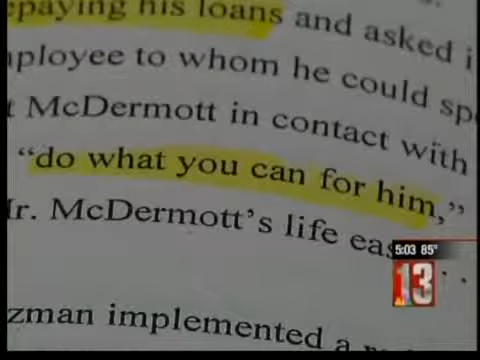 epaying his loans and asked i
ployee to whom he could sp
t McDermott in contact with
“do what you can for him,”
Mr. McDermott’s life eas
zman implemented a
5:03 85°
13